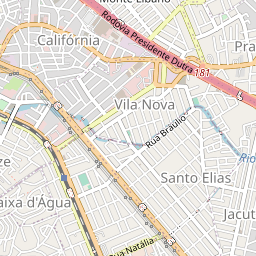 Monte Líbano
Califórnia
Rodovia Presidente Dutra
181
Pra
Vila Nova
Rua Bráulio
Rio
ze
Santo Elias
aixa d'Água
Jacut
Rua Natália